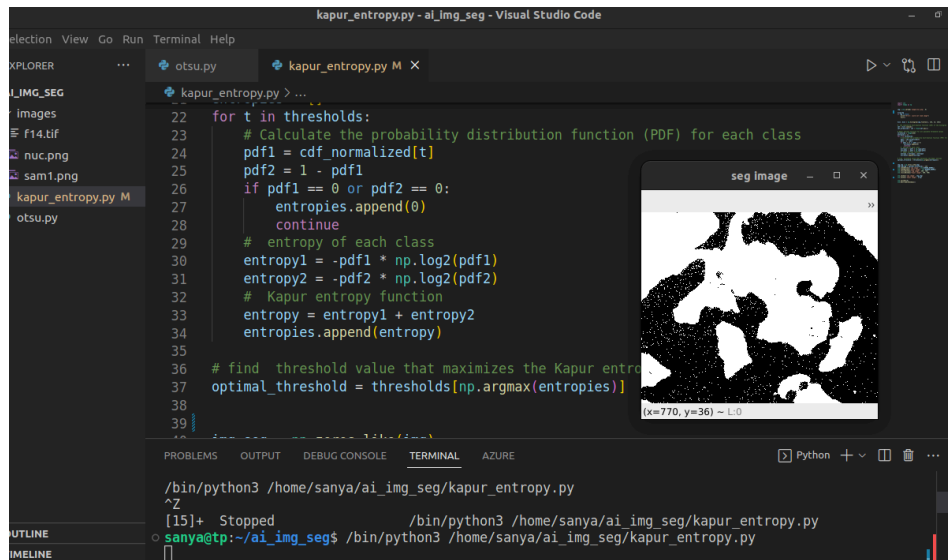 kapur_entropy.py - ai_img_seg - Visual Studio Code
election View Go Run Terminal Help
XPLORER ...
otsu.py
kapur_entropy.py M ×
I_IMG_SEG
images
f14.tif
nuc.png
sam1.png
kapur_entropy.py M
otsu.py
kapur_entropy.py > ...
22 for t in thresholds:
23 # Calculate the probability distribution function (PDF) for each class
24 pdf1 = cdf_normalized[t]
25 pdf2 = 1 - pdf1
26 if pdf1 == 0 or pdf2 == 0:
27 entropies.append(0)
28 continue
29 # entropy of each class
30 entropy1 = -pdf1 * np.log2(pdf1)
31 entropy2 = -pdf2 * np.log2(pdf2)
32 # Kapur entropy function
33 entropy = entropy1 + entropy2
34 entropies.append(entropy)
35
36 # find threshold value that maximizes the Kapur entro
37 optimal_threshold = thresholds[np.argmax(entropies)]
38
39
seg image
(x=770, y=36) ~ L:0
PROBLEMS OUTPUT DEBUG CONSOLE TERMINAL AZURE
Python
/bin/python3 /home/sanya/ai_img_seg/kapur_entropy.py
^Z
[15]+ Stopped /bin/python3 /home/sanya/ai_img_seg/kapur_entropy.py
sanya@tp:~/ai_img_seg$ /bin/python3 /home/sanya/ai_img_seg/kapur_entropy.py
UTLINE
IMELINE